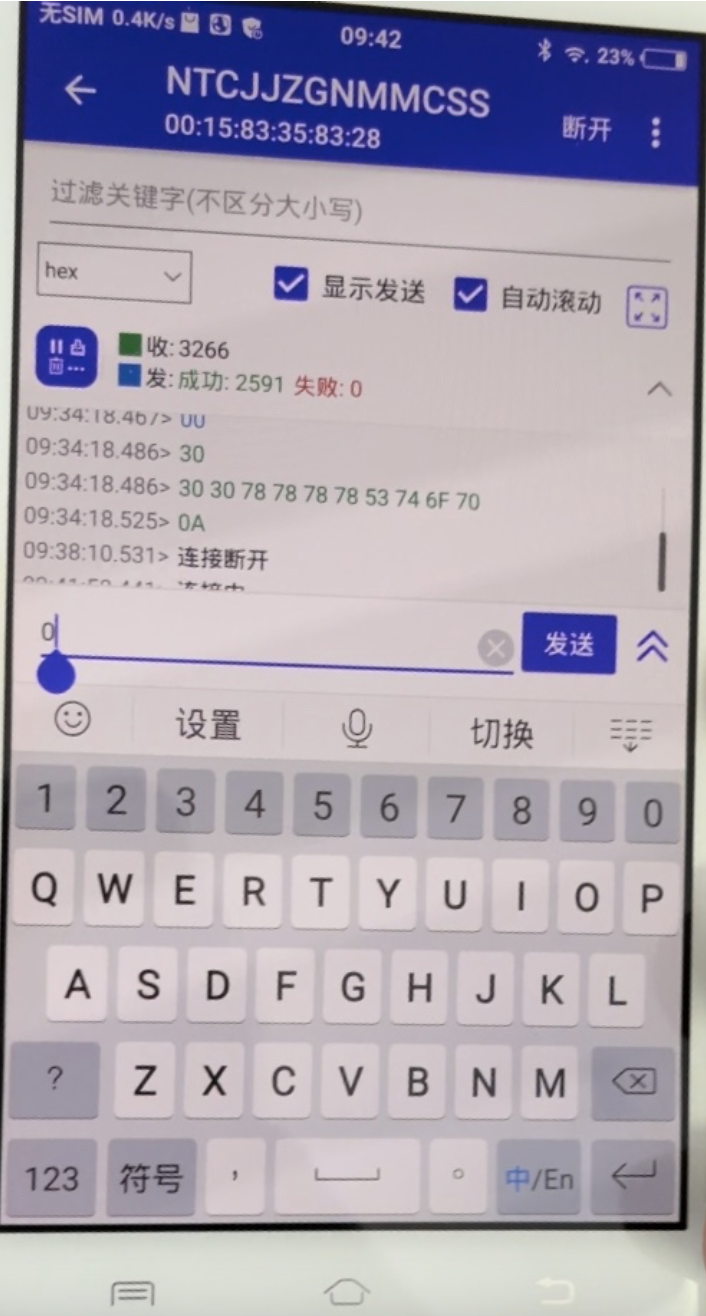 无SIM 0.4K/s 09:42 23%
NTCJJZGNMMCSS
00:15:83:35:83:28
断开
过滤关键字(不区分大小写)
hex 显示发送 自动滚动
收: 3266
发: 成功: 2591 失败: 0
09:34:18.467> 00
09:34:18.486> 30
09:34:18.486> 30 30 78 78 78 78 53 74 6F 70
09:34:18.525> 0A
09:38:10.531> 连接断开
0 发送
设置 切换
1 2 3 4 5 6 7 8 9 0
Q W E R T Y U I O P
A S D F G H J K L
? Z X C V B N M
123 符号 , 。 中/En